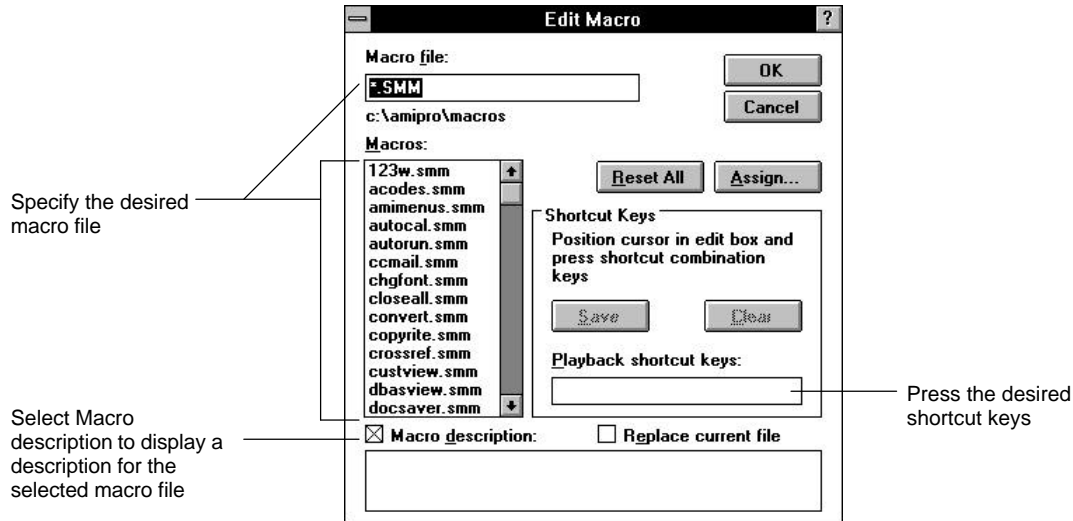 Edit Macro
?
Macro file:
*.SMM
c:\amipro\macros
OK
Cancel
Macros:
123w.smm
acodes.smm
amimenus.smm
autocal.smm
autorun.smm
ccmail.smm
chgfont.smm
closeall.smm
convert.smm
copyrite.smm
crossref.smm
custview.smm
dbasview.smm
docsaver.smm
Reset All
Assign...
Shortcut Keys
Position cursor in edit box and
press shortcut combination
keys
Save
Clear
Playback shortcut keys:
Macro description:
Replace current file
Specify the desired
macro file
Select Macro
description to display a
description for the
selected macro file
Press the desired
shortcut keys